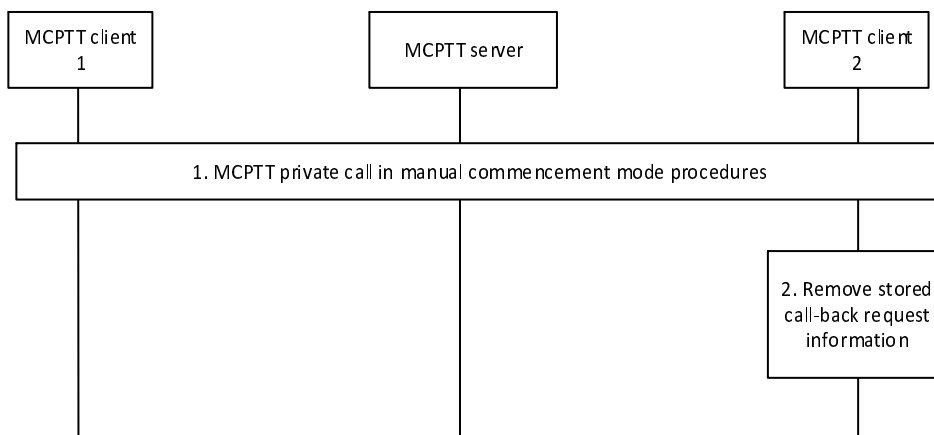 MCPTT client
1
MCPTT server
MCPTT client
2
1. MCPTT private call in manual commencement mode procedures
2. Remove stored
call-back request
information